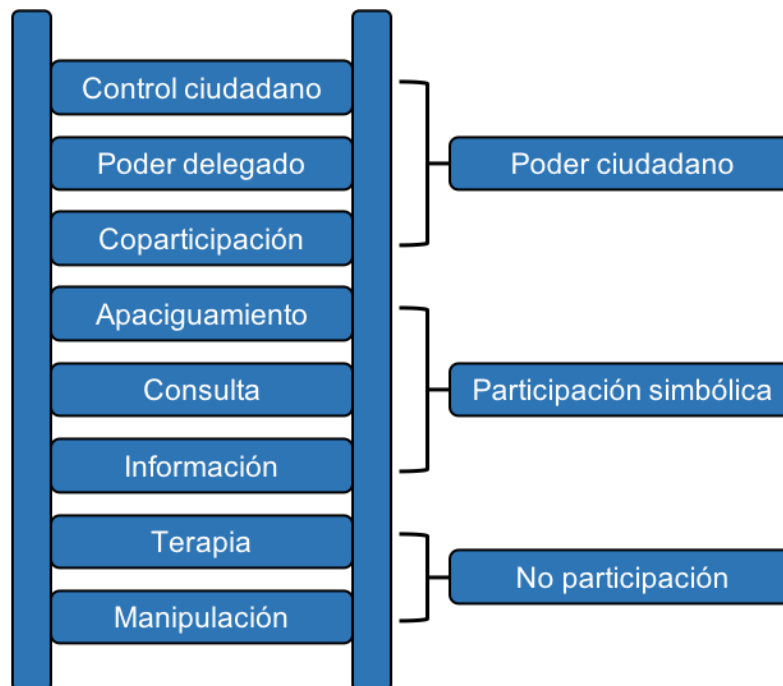 Control ciudadano
Poder delegado
Coparticipación
Poder ciudadano
Apaciguamiento
Consulta
Información
Participación simbólica
Terapia
Manipulación
No participación